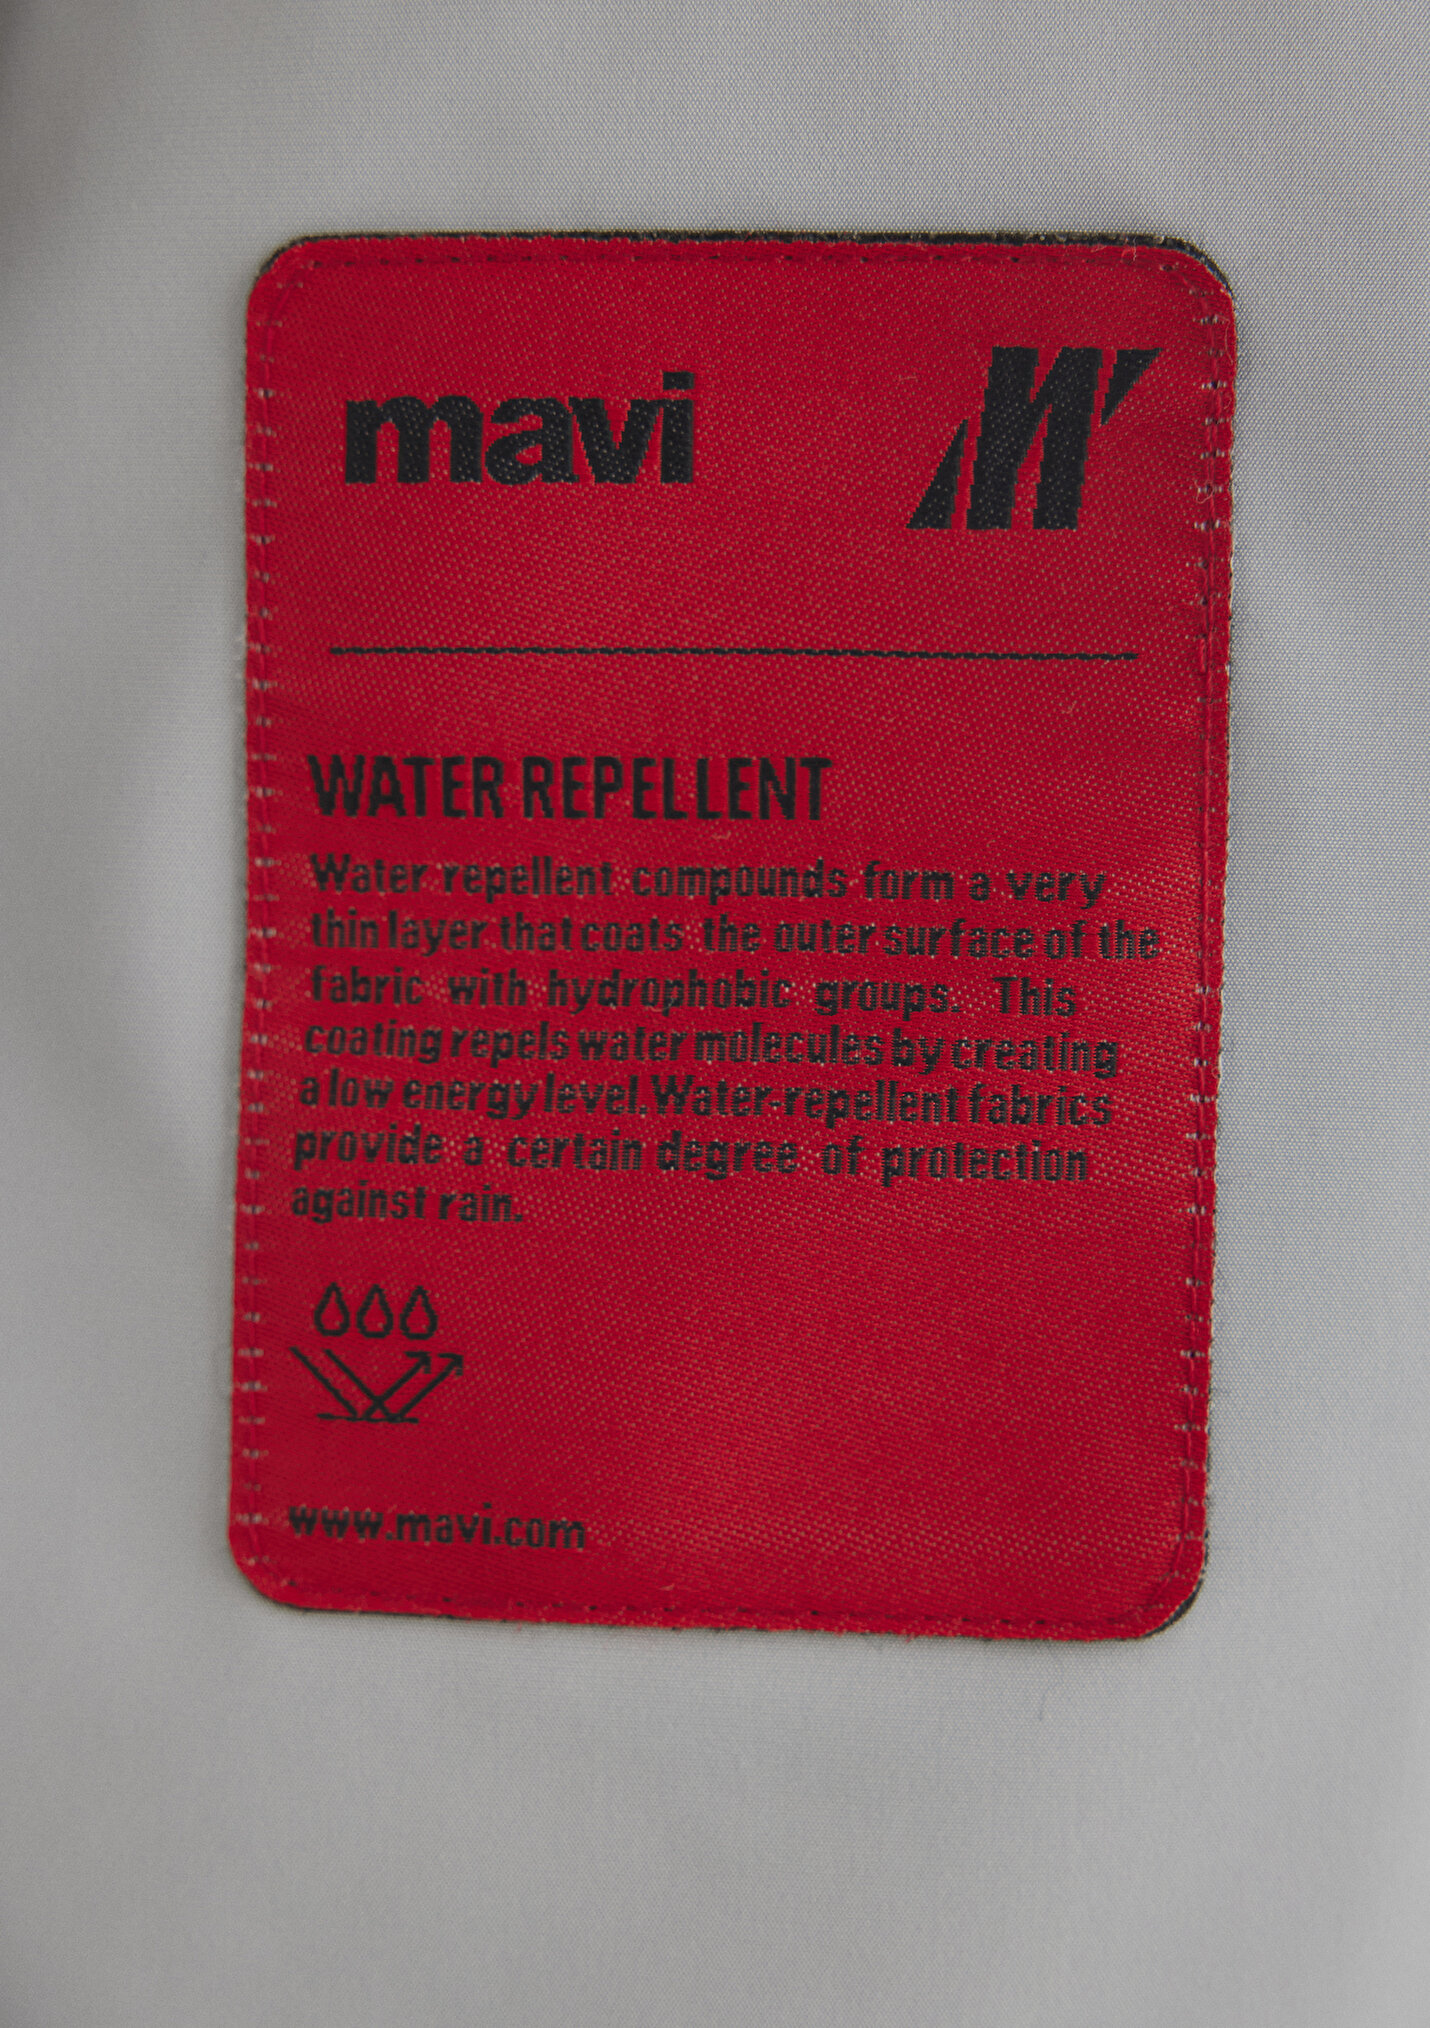 mavi
WATER REPELLENT
Water repellent compounds form a very
thin layer that coats the outer surface of the
fabric with hydrophobic groups. This
coating repels water molecules by creating
a low energy level.Water-repellent fabrics
provide a certain degree of protection
against rain.
www.mavi.com